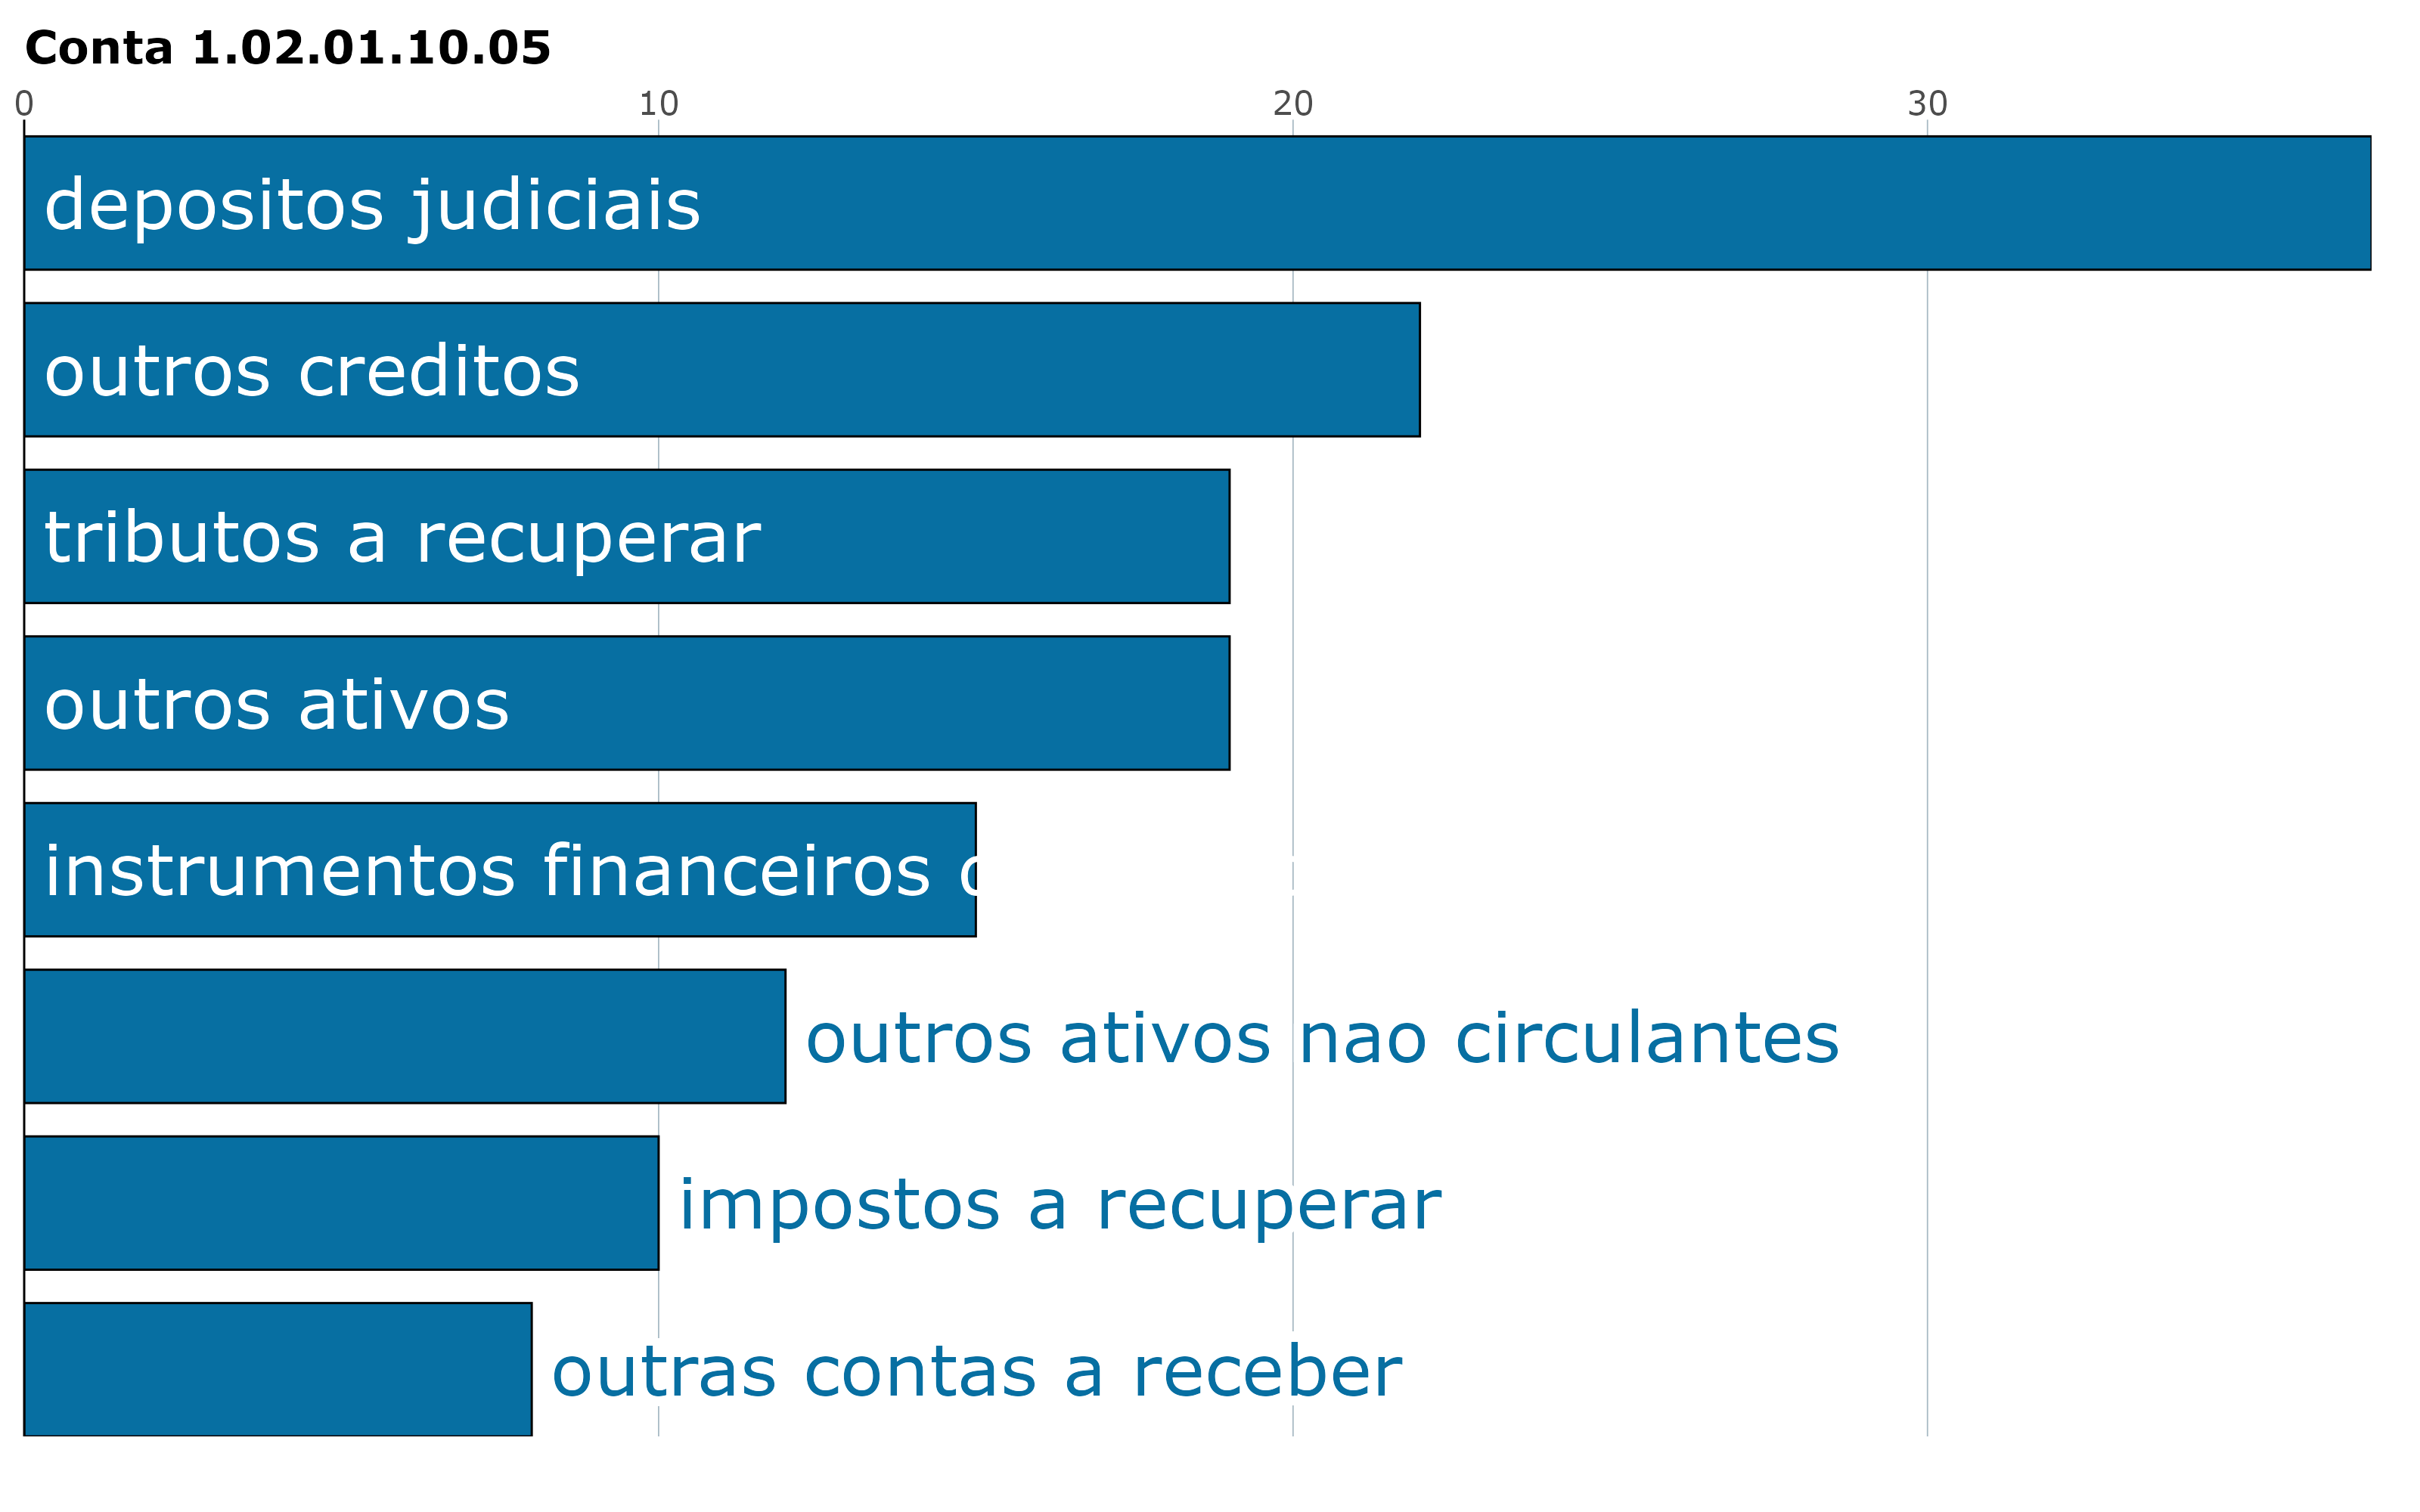 Conta 1.02.01.10.05
0 10 20 30
depositos judiciais
outros creditos
tributos a recuperar
outros ativos
instrumentos financeiros
outros ativos nao circulantes
impostos a recuperar
outras contas a receber